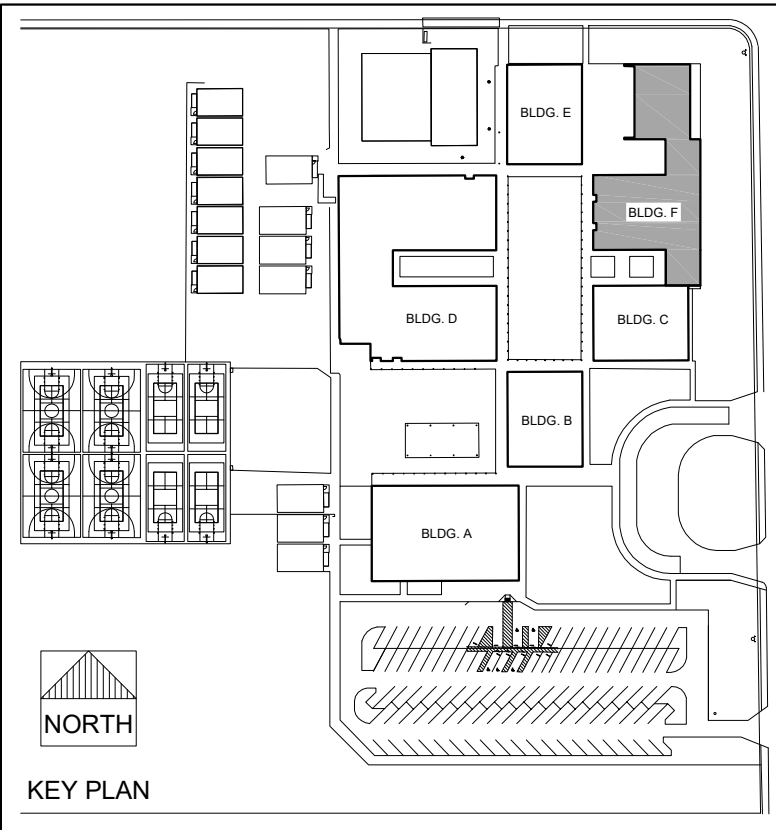 BLDG. E
BLDG. F
BLDG. D
BLDG. C
BLDG. B
BLDG. A
NORTH
KEY PLAN